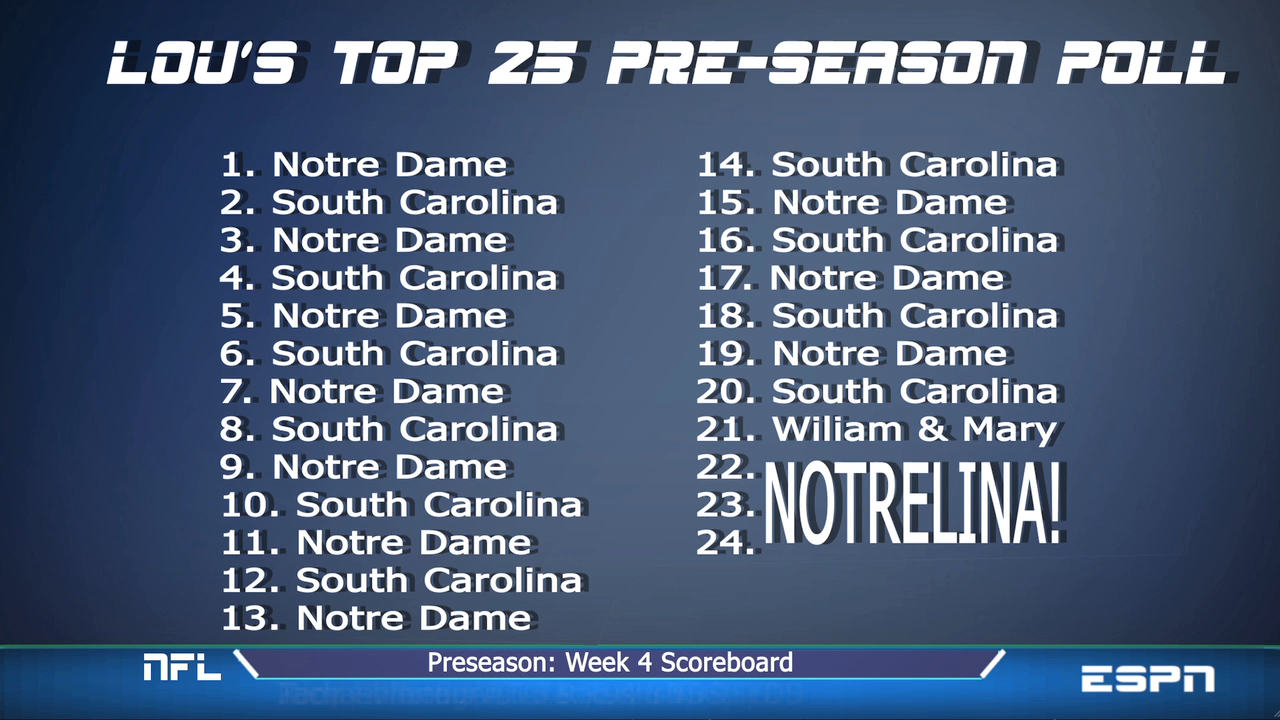 LOU'S TOP 25 PRE-SEASON POLL
1. Notre Dame
2. South Carolina
3. Notre Dame
4. South Carolina
5. Notre Dame
6. South Carolina
7. Notre Dame
8. South Carolina
9. Notre Dame
10. South Carolina
11. Notre Dame
12. South Carolina
13. Notre Dame
14. South Carolina
15. Notre Dame
16. South Carolina
17. Notre Dame
18. South Carolina
19. Notre Dame
20. South Carolina
21. Wiliam & Mary
22.
23. NOTRELINA!
24.
NFL Preseason: Week 4 Scoreboard ESPN